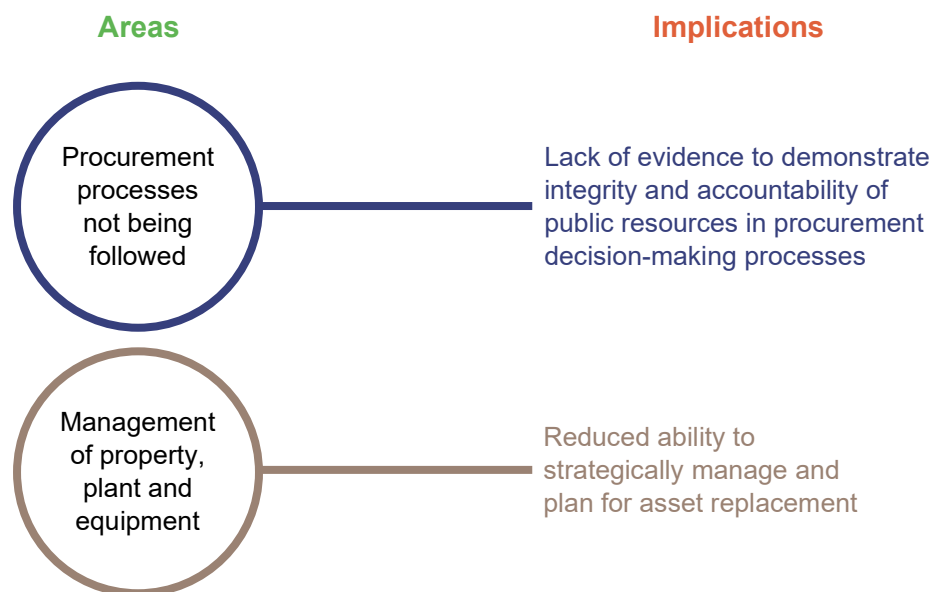 Areas
Implications
Procurement
processes
not being
followed
Lack of evidence to demonstrate
integrity and accountability of
public resources in procurement
decision-making processes
Management
of property,
plant and
equipment
Reduced ability to
strategically manage and
plan for asset replacement